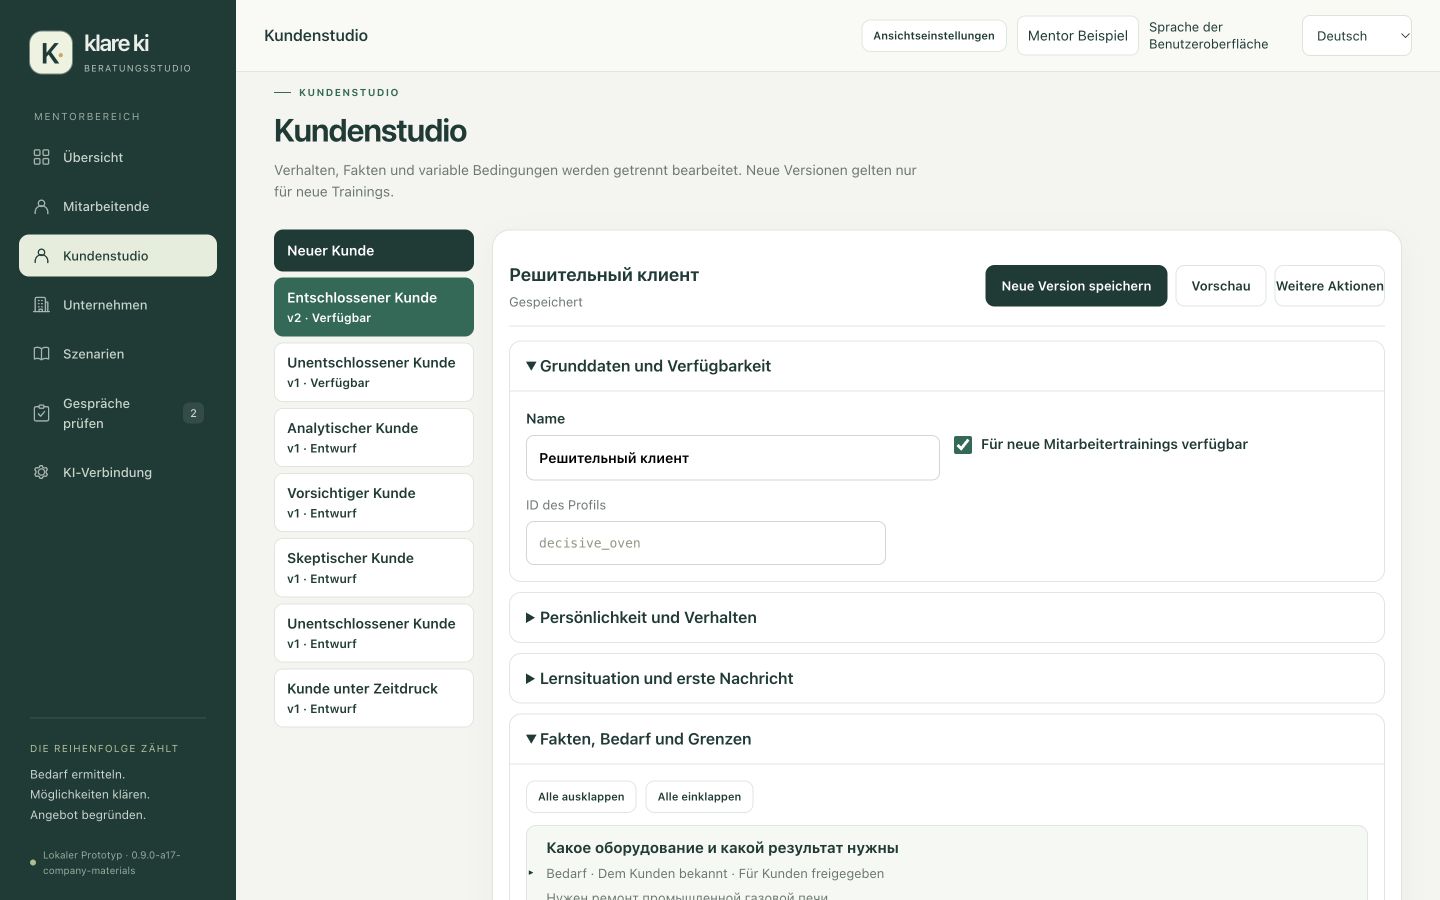 K
klare ki
BERATUNGSSTUDIO
MENTORBEREICH
Übersicht
Mitarbeitende
Kundenstudio
Unternehmen
Szenarien
Gespräche
prüfen
2
KI-Verbindung
DIE REIHENFOLGE ZÄHLT
Bedarf ermitteln.
Möglichkeiten klären.
Angebot begründen.
Lokaler Prototyp · 0.9.0-a17-
company-materials
Kundenstudio
Ansichtseinstellungen
Mentor Beispiel
Sprache der
Benutzeroberfläche
Deutsch
KUNDENSTUDIO
Kundenstudio
Verhalten, Fakten und variable Bedingungen werden getrennt bearbeitet. Neue Versionen gelten nur
für neue Trainings.
Neuer Kunde
Entschlossener Kunde
v2 · Verfügbar
Unentschlossener Kunde
v1 · Verfügbar
Analytischer Kunde
v1 · Entwurf
Vorsichtiger Kunde
v1 · Entwurf
Skeptischer Kunde
v1 · Entwurf
Unentschlossener Kunde
v1 · Entwurf
Kunde unter Zeitdruck
v1 · Entwurf
Решительный клиент
Gespeichert
Neue Version speichern
Vorschau
Weitere Aktionen
Grunddaten und Verfügbarkeit
Name
Решительный клиент
Für neue Mitarbeitertrainings verfügbar
ID des Profils
decisive_oven
Persönlichkeit und Verhalten
Lernsituation und erste Nachricht
Fakten, Bedarf und Grenzen
Alle ausklappen
Alle einklappen
Какое оборудование и какой результат нужны
Bedarf · Dem Kunden bekannt · Für Kunden freigegeben
Нужен ремонт промышленной газовой печи